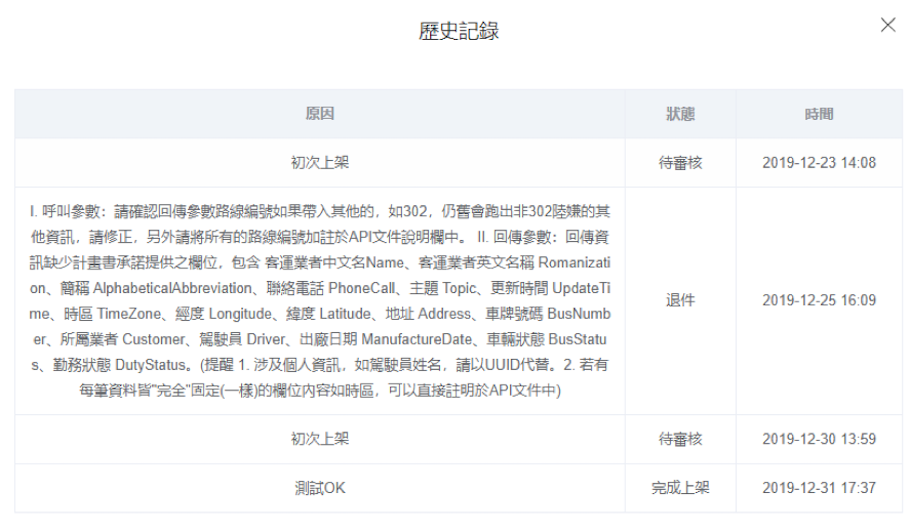 歷史記錄
原因 狀態 時間
初次上架 待審核 2019-12-23 14:08
I. 呼叫參數：請確認回傳參數路線編號如果帶入其他的，如302，仍舊會跑出非302陸嫌的其
他資訊，請修正，另外請將所有的路線編號加註於API文件說明欄中。 II. 回傳參數：回傳資
訊缺少計畫書承諾提供之欄位，包含 客運業者中文名Name、客運業者英文名稱 Romanizati
on、簡稱 AlphabeticalAbbreviation、聯絡電話 PhoneCall、主題 Topic、更新時間 UpdateTi
me、時區 TimeZone、經度 Longitude、緯度 Latitude、地址 Address、車牌號碼 BusNumb
er、所屬業者 Customer、駕駛員 Driver、出廠日期 ManufactureDate、車輛狀態 BusStatu
s、勤務狀態 DutyStatus。(提醒 1. 涉及個人資訊，如駕駛員姓名，請以UUID代替。2. 若有
每筆資料皆"完全"固定(一樣)的欄位內容如時區，可以直接註明於API文件中)
退件 2019-12-25 16:09
初次上架 待審核 2019-12-30 13:59
測試OK 完成上架 2019-12-31 17:37